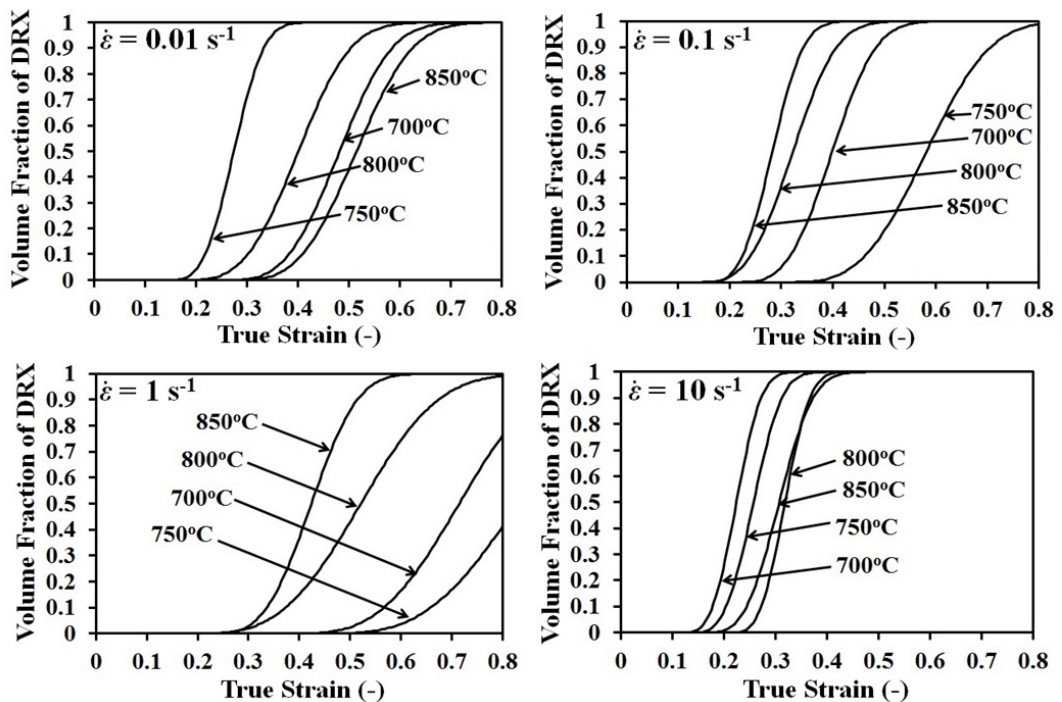 ε̇ = 0.01 s-1
Volume Fraction of DRX
1
0.9
0.8
0.7
0.6
0.5
0.4
0.3
0.2
0.1
0
850°C
700°C
800°C
750°C
0 0.1 0.2 0.3 0.4 0.5 0.6 0.7 0.8
True Strain (-)
ε̇ = 0.1 s-1
Volume Fraction of DRX
1
0.9
0.8
0.7
0.6
0.5
0.4
0.3
0.2
0.1
0
750°C
700°C
800°C
850°C
0 0.1 0.2 0.3 0.4 0.5 0.6 0.7 0.8
True Strain (-)
ε̇ = 1 s-1
Volume Fraction of DRX
1
0.9
0.8
0.7
0.6
0.5
0.4
0.3
0.2
0.1
0
850°C
800°C
700°C
750°C
0 0.1 0.2 0.3 0.4 0.5 0.6 0.7 0.8
True Strain (-)
ε̇ = 10 s-1
Volume Fraction of DRX
1
0.9
0.8
0.7
0.6
0.5
0.4
0.3
0.2
0.1
0
800°C
850°C
750°C
700°C
0 0.1 0.2 0.3 0.4 0.5 0.6 0.7 0.8
True Strain (-)